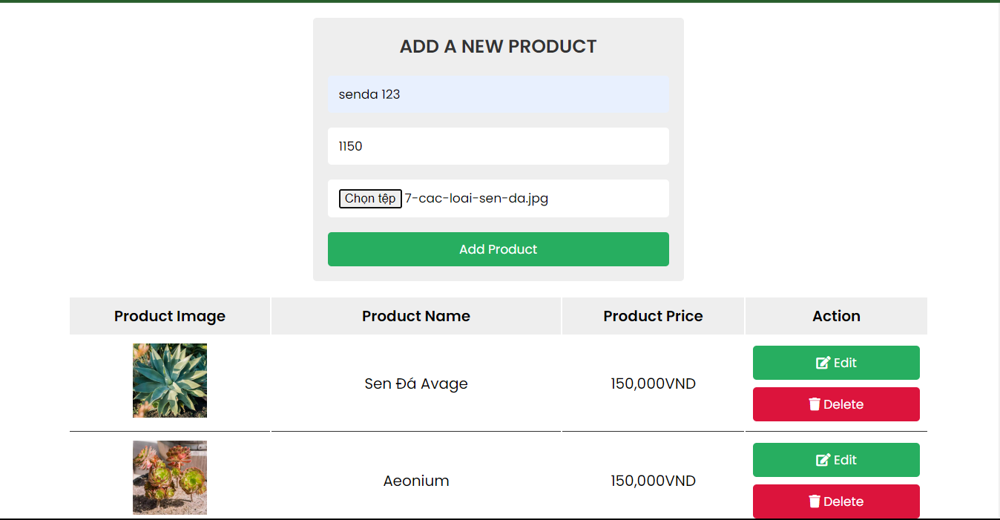 ADD A NEW PRODUCT
senda 123
1150
Chọn tệp 7-cac-loai-sen-da.jpg
Add Product
Product Image Product Name Product Price Action
Sen Đá Avage 150,000VND
Edit
Delete
Aeonium 150,000VND
Edit
Delete